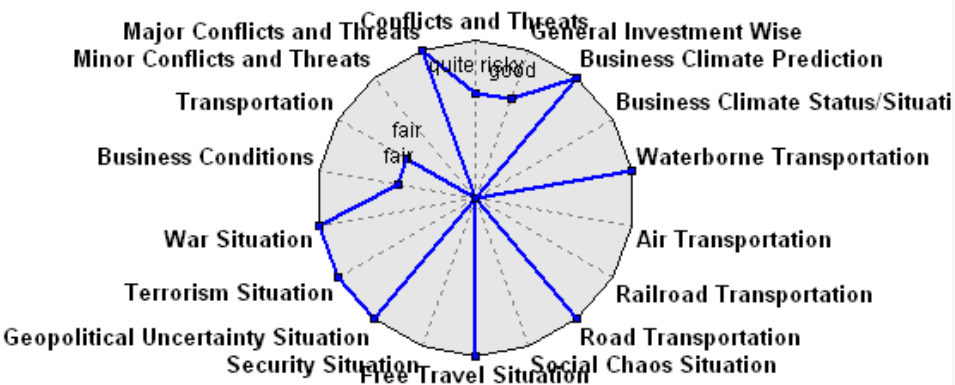 Conflicts and Threats
Major Conflicts and Threats
General Investment Wise
Minor Conflicts and Threats
Business Climate Prediction
quite risky
good
Transportation
Business Climate Status/Situati
fair
Business Conditions
fair
Waterborne Transportation
War Situation
Air Transportation
Terrorism Situation
Railroad Transportation
Geopolitical Uncertainty Situation
Road Transportation
Security Situation
Social Chaos Situation
Free Travel Situation